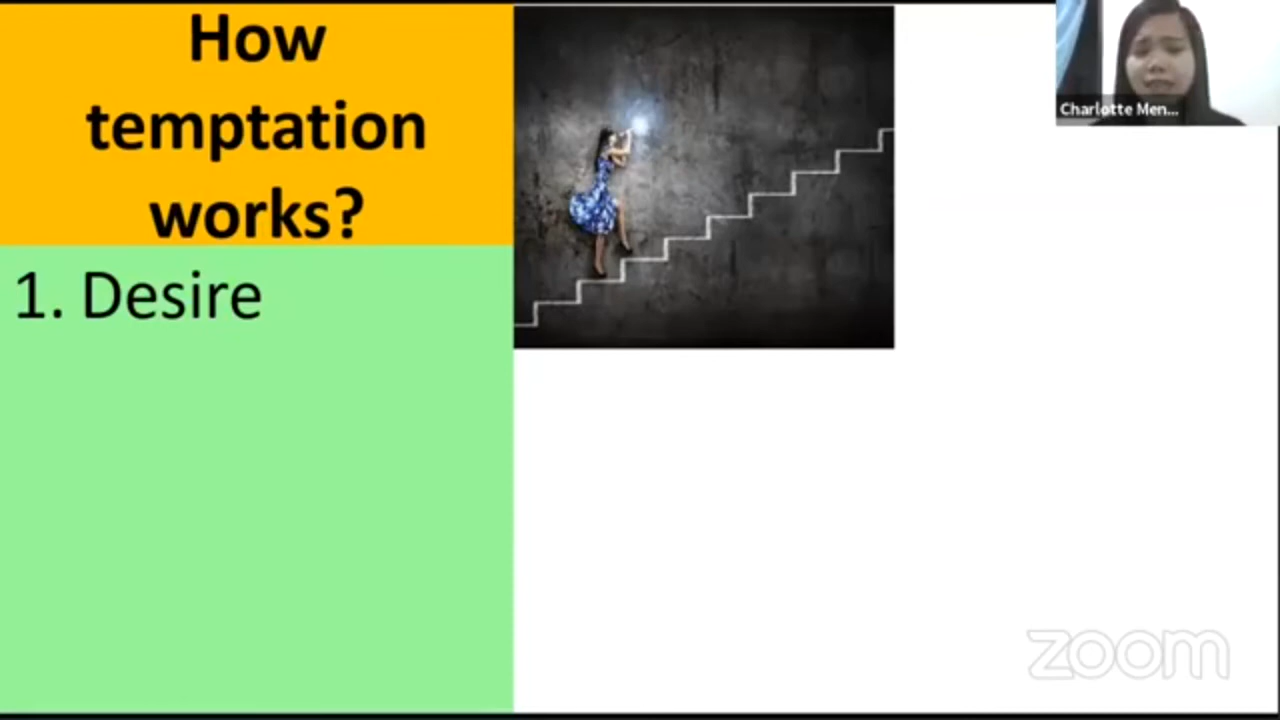 How
temptation
works?
1. Desire
Charlotte Men...
zoom